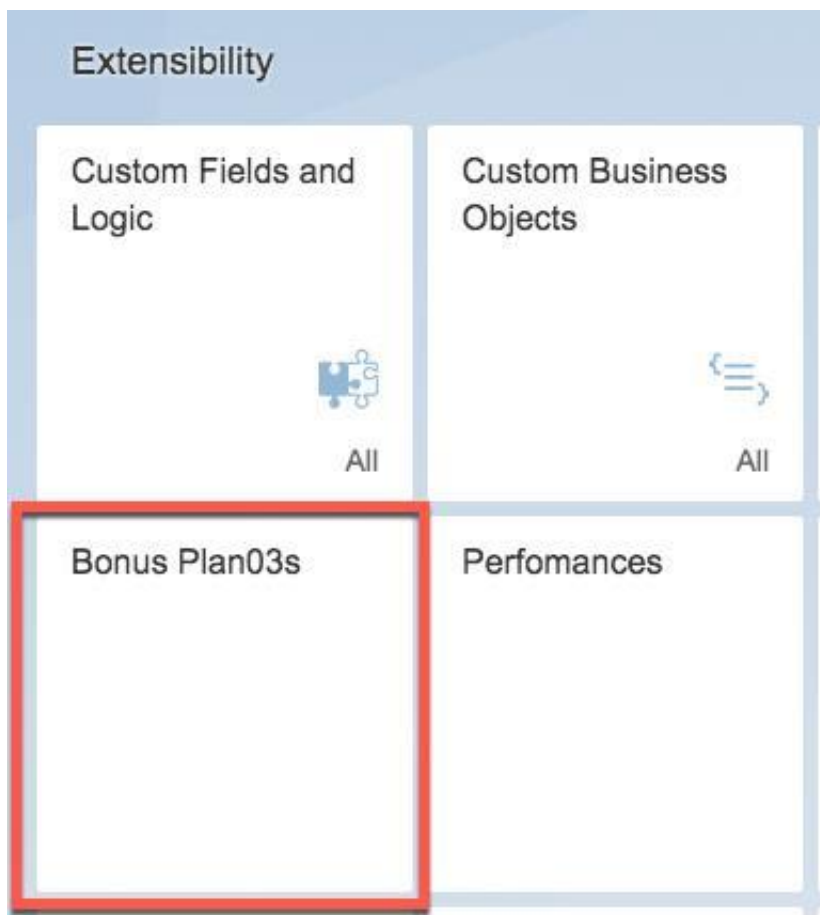 Extensibility
Custom Fields and
Logic
All
Custom Business
Objects
All
Bonus Plan03s
Perfomances